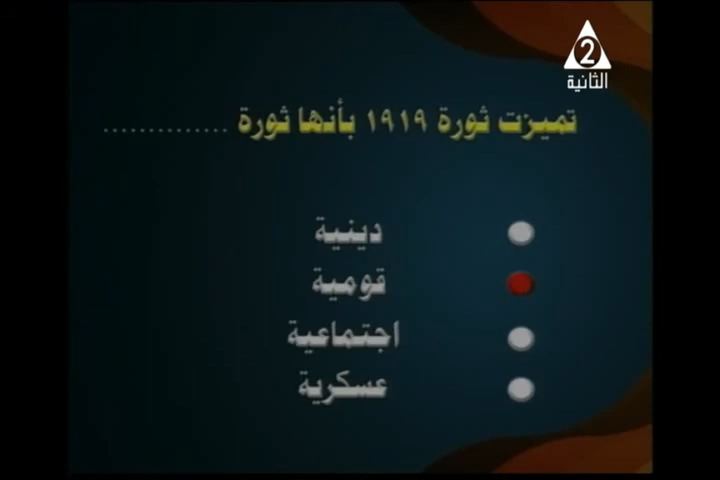 2
الثانية
تميزت ثورة ١٩١٩ بأنها ثورة ..............
دينية
قومية
اجتماعية
عسكرية